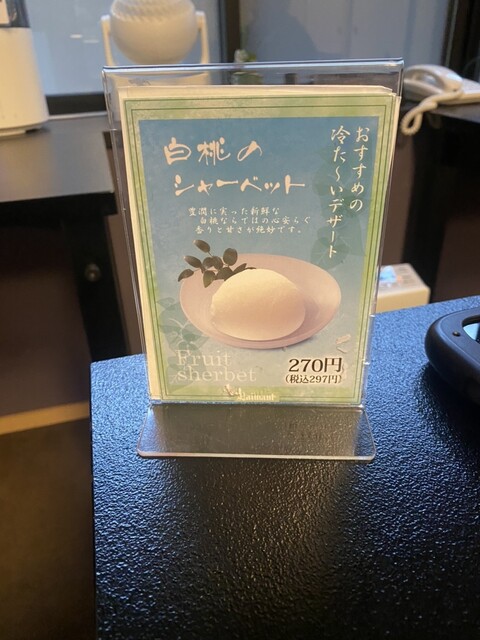 おすすめの
冷た〜いデザート
白桃の
シャーベット
豊潤に実った新鮮な
白桃ならではの心安らぐ
香りと甘さが絶妙です。
Fruit
sherbet
270円
(税込297円)